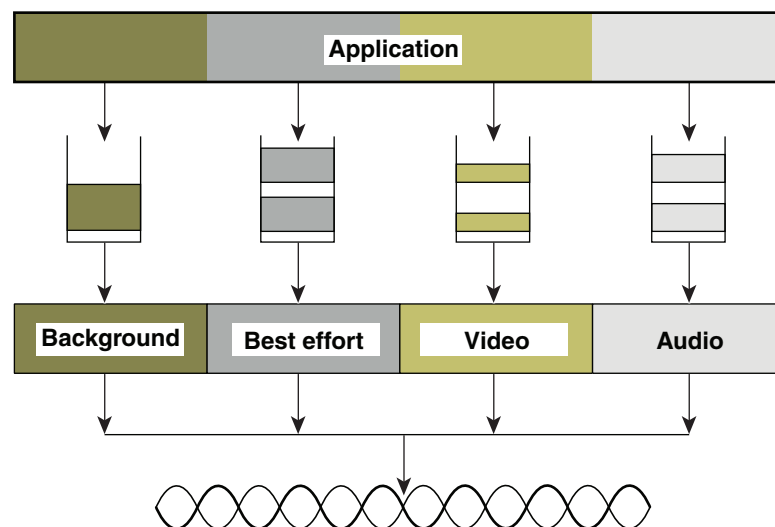 Application
Background
Best effort
Video
Audio